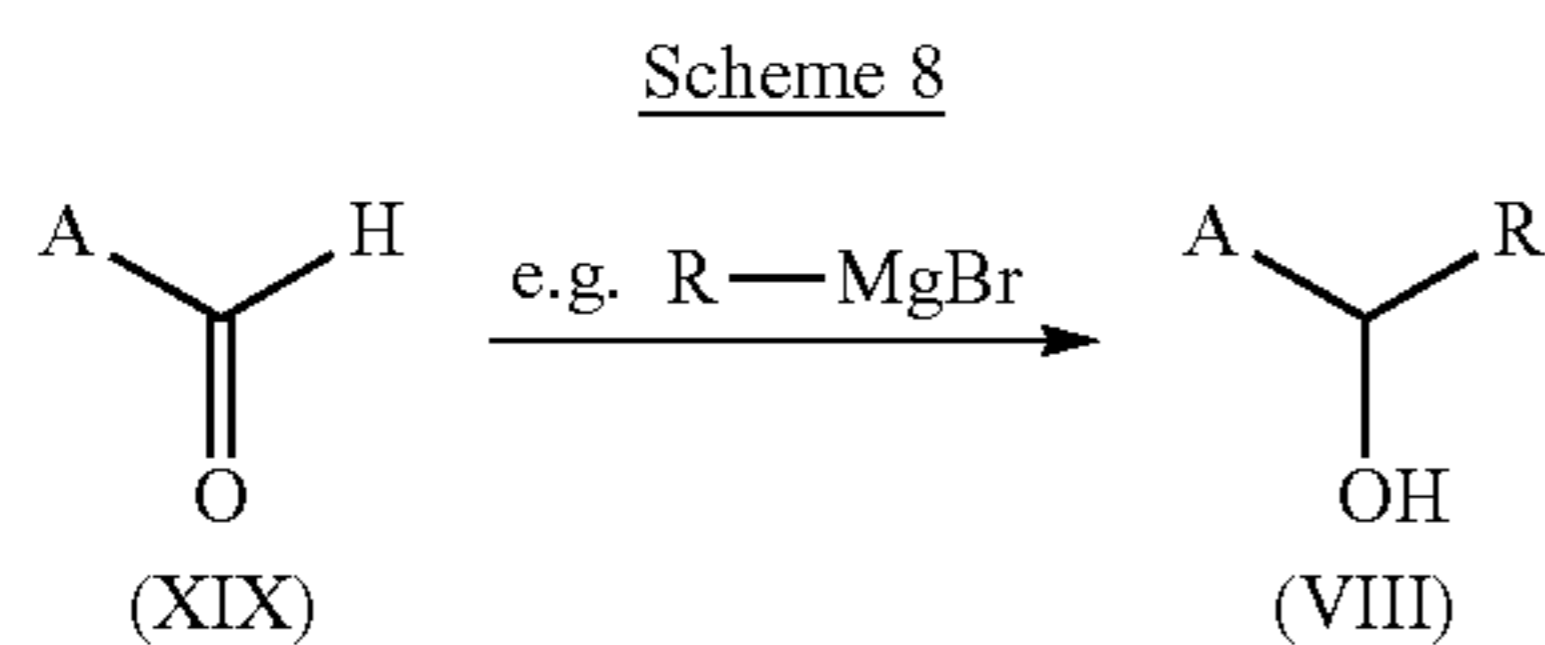 Scheme 8
A H A R
e.g. R—MgBr
O OH
(XIX) (VIII)